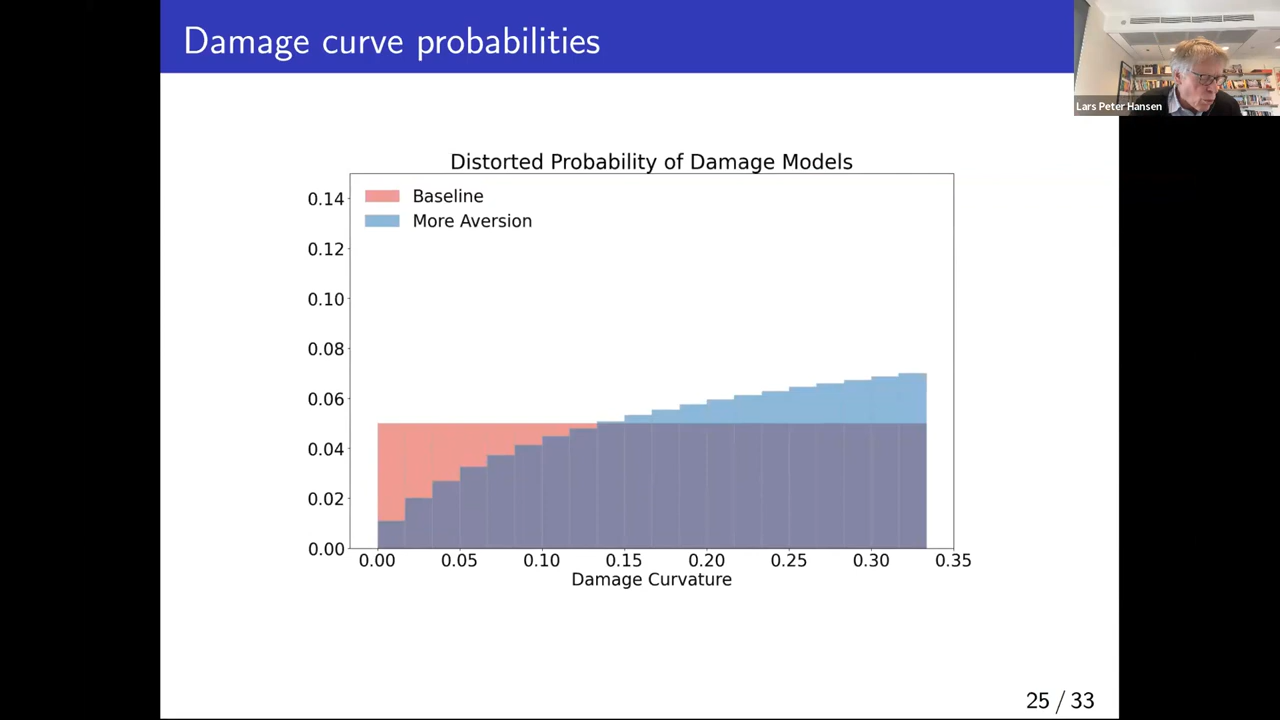 Damage curve probabilities
Lars Peter Hansen
Distorted Probability of Damage Models
Baseline
More Aversion
0.14
0.12
0.10
0.08
0.06
0.04
0.02
0.00
0.00 0.05 0.10 0.15 0.20 0.25 0.30 0.35
Damage Curvature
25 / 33